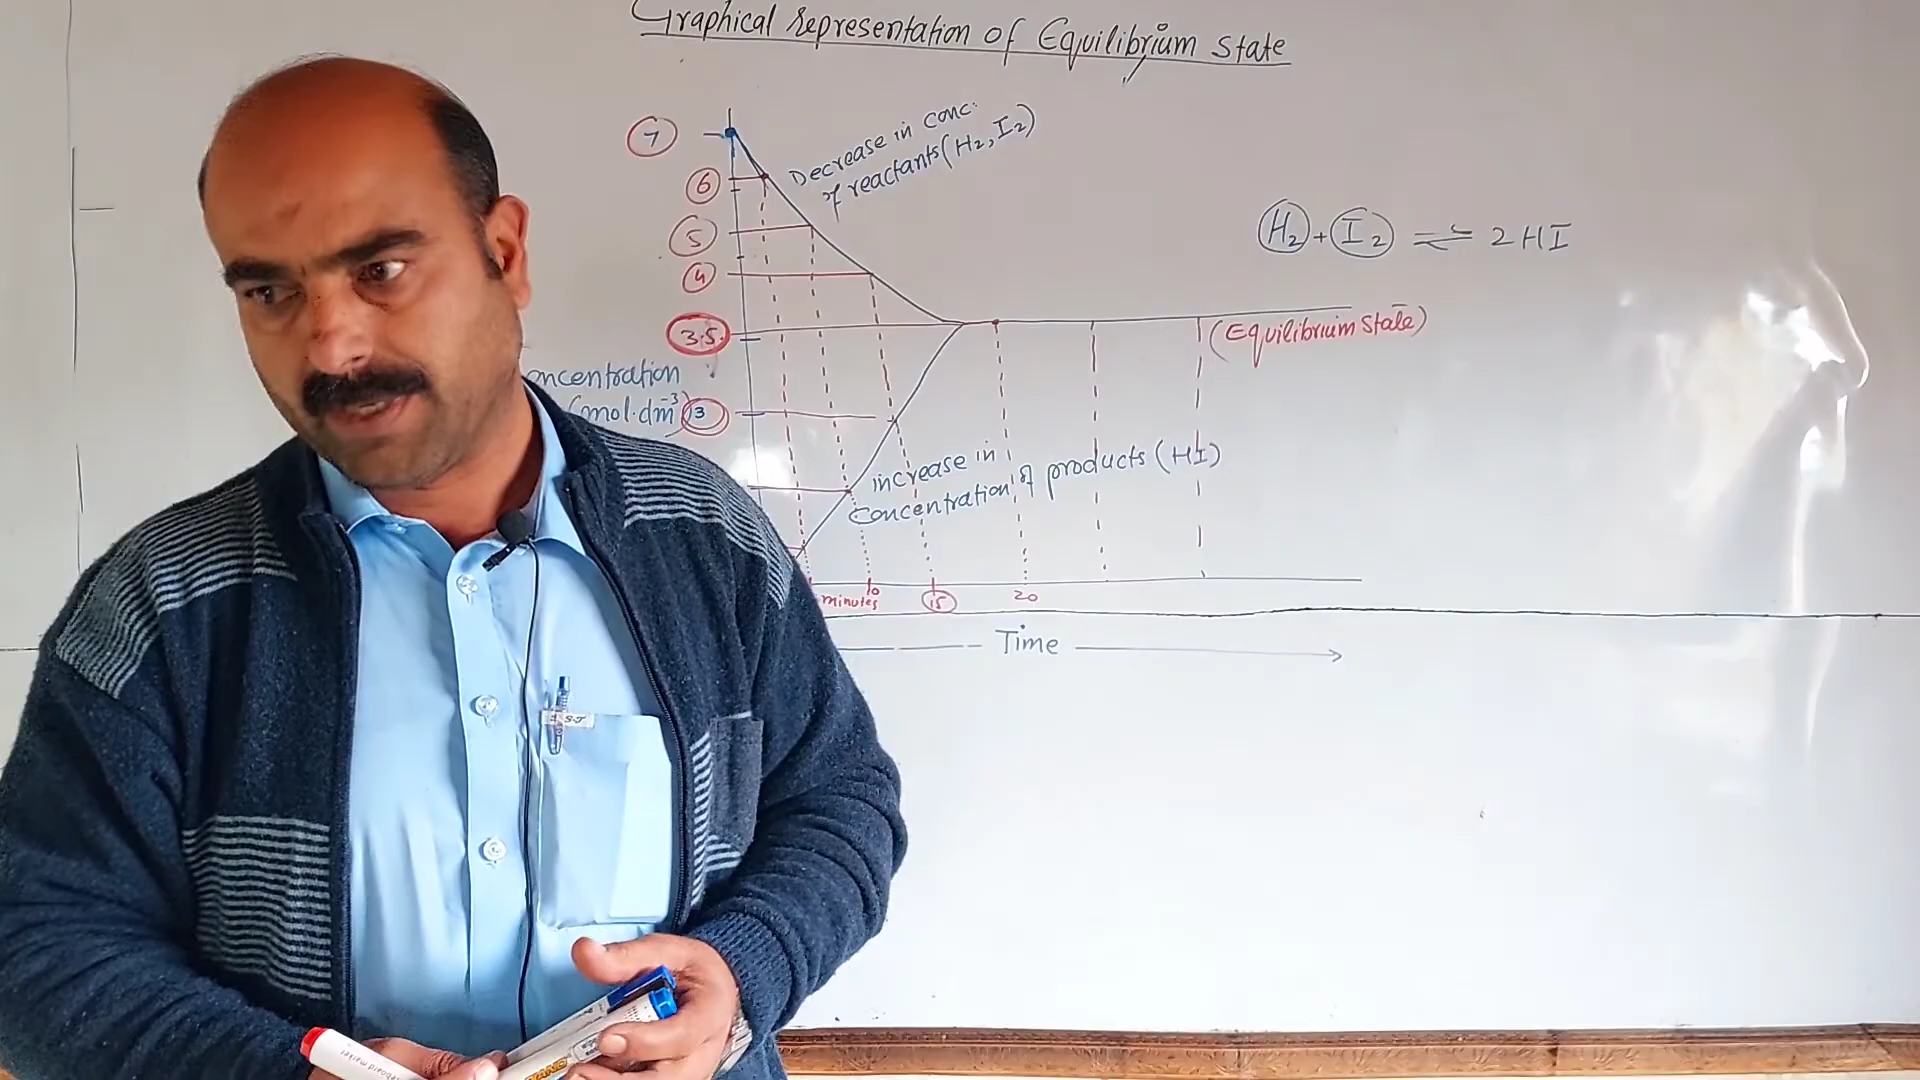 Graphical representation of Equilibrium state
7
Decrease in conc.
of reactants (H₂, I₂)
6
5
4
H₂ + I₂ ⇌ 2HI
3.5
(Equilibrium state)
oncentration
(mol.dm⁻³)
3
increase in
Concentration of products (HI)
minutes
10
15
20
Time